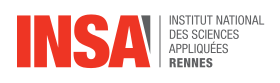 INSA
INSTITUT NATIONAL
DES SCIENCES
APPLIQUÉES
RENNES